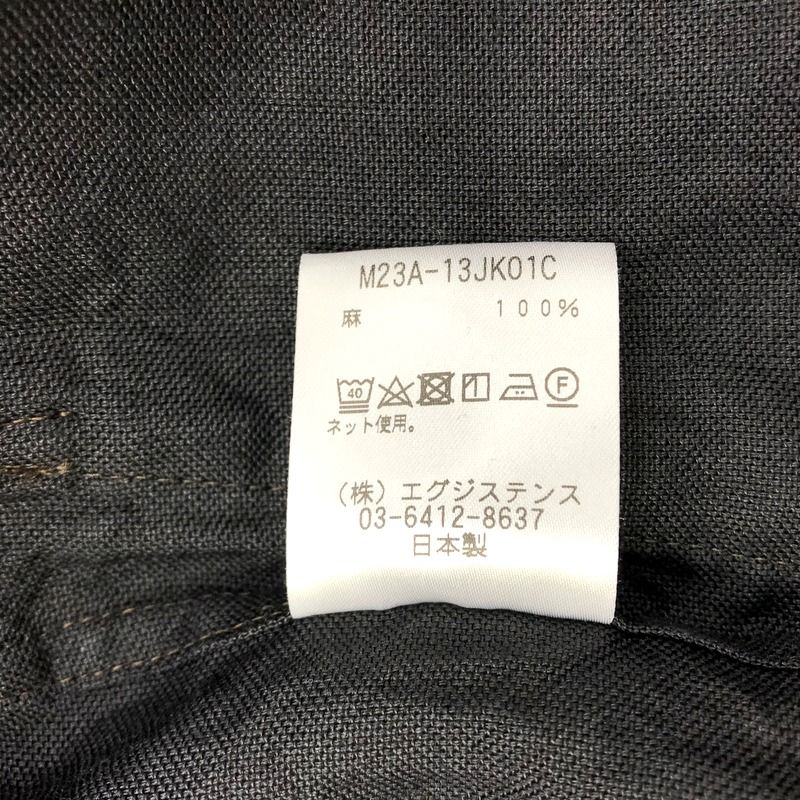 M23A-13JK01C
麻 100%
40 F
ネット使用。
(株) エグジステンス
03-6412-8637
日本製